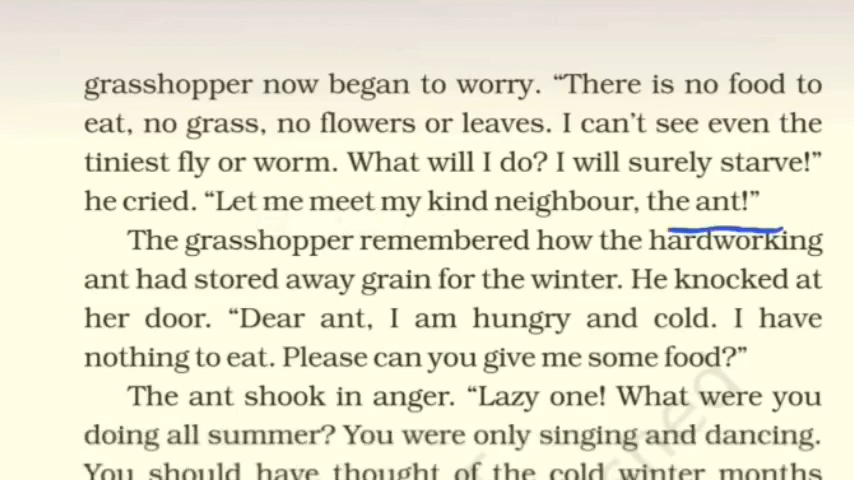 grasshopper now began to worry. “There is no food to
eat, no grass, no flowers or leaves. I can’t see even the
tiniest fly or worm. What will I do? I will surely starve!”
he cried. “Let me meet my kind neighbour, the ant!”
The grasshopper remembered how the hardworking
ant had stored away grain for the winter. He knocked at
her door. “Dear ant, I am hungry and cold. I have
nothing to eat. Please can you give me some food?”
The ant shook in anger. “Lazy one! What were you
doing all summer? You were only singing and dancing.
You should have thought of the cold winter months